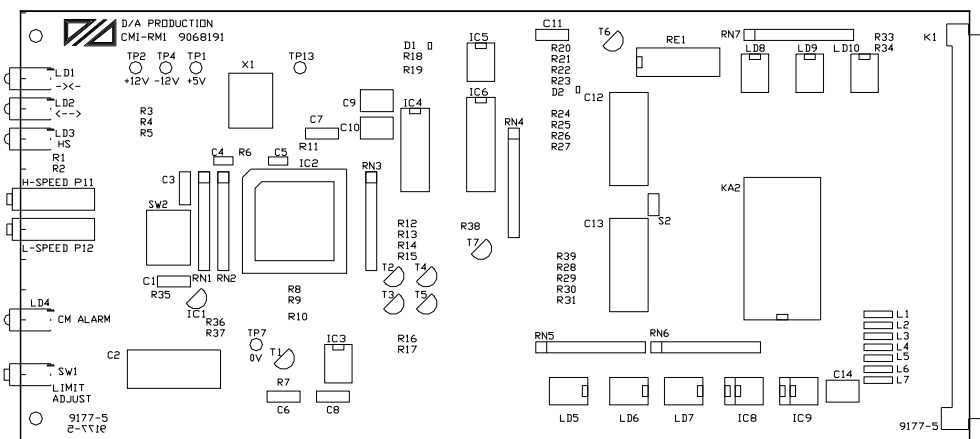 D/A PRODUCTION
CMI-RM1 9068191
TP2 TP4 TP1
+12V -12V +5V
TP13
X1
D1
R18
R19
IC5
C11
R20
R21
R22
R23
D2
T6
RE1
RN7
R33
R34
LD8 LD9 LD10
K1
LD1
-><-
LD2
<-->
LD3
HS
R1
R2
R3
R4
R5
C9
C10
C7
R11
IC4
IC6
RN4
C12
R24
R25
R26
R27
C4
R6
C5
IC2
RN3
H-SPEED P11
L-SPEED P12
C3
SW2
C1
R35
RN1 RN2
IC1
R36
R37
R12
R13
R14
R15
R38
T7
T2 T4
T3 T5
C13
S2
KA2
R39
R28
R29
R30
R31
R8
R9
R10
LD4
CM ALARM
TP7
0V
T1
IC3
R16
R17
RN5
RN6
L1
L2
L3
L4
L5
L6
L7
C2
SW1
LIMIT
ADJUST
R7
C6
C8
LD5 LD6 LD7 IC8 IC9
C14
9177-5
9177-5
9177-5